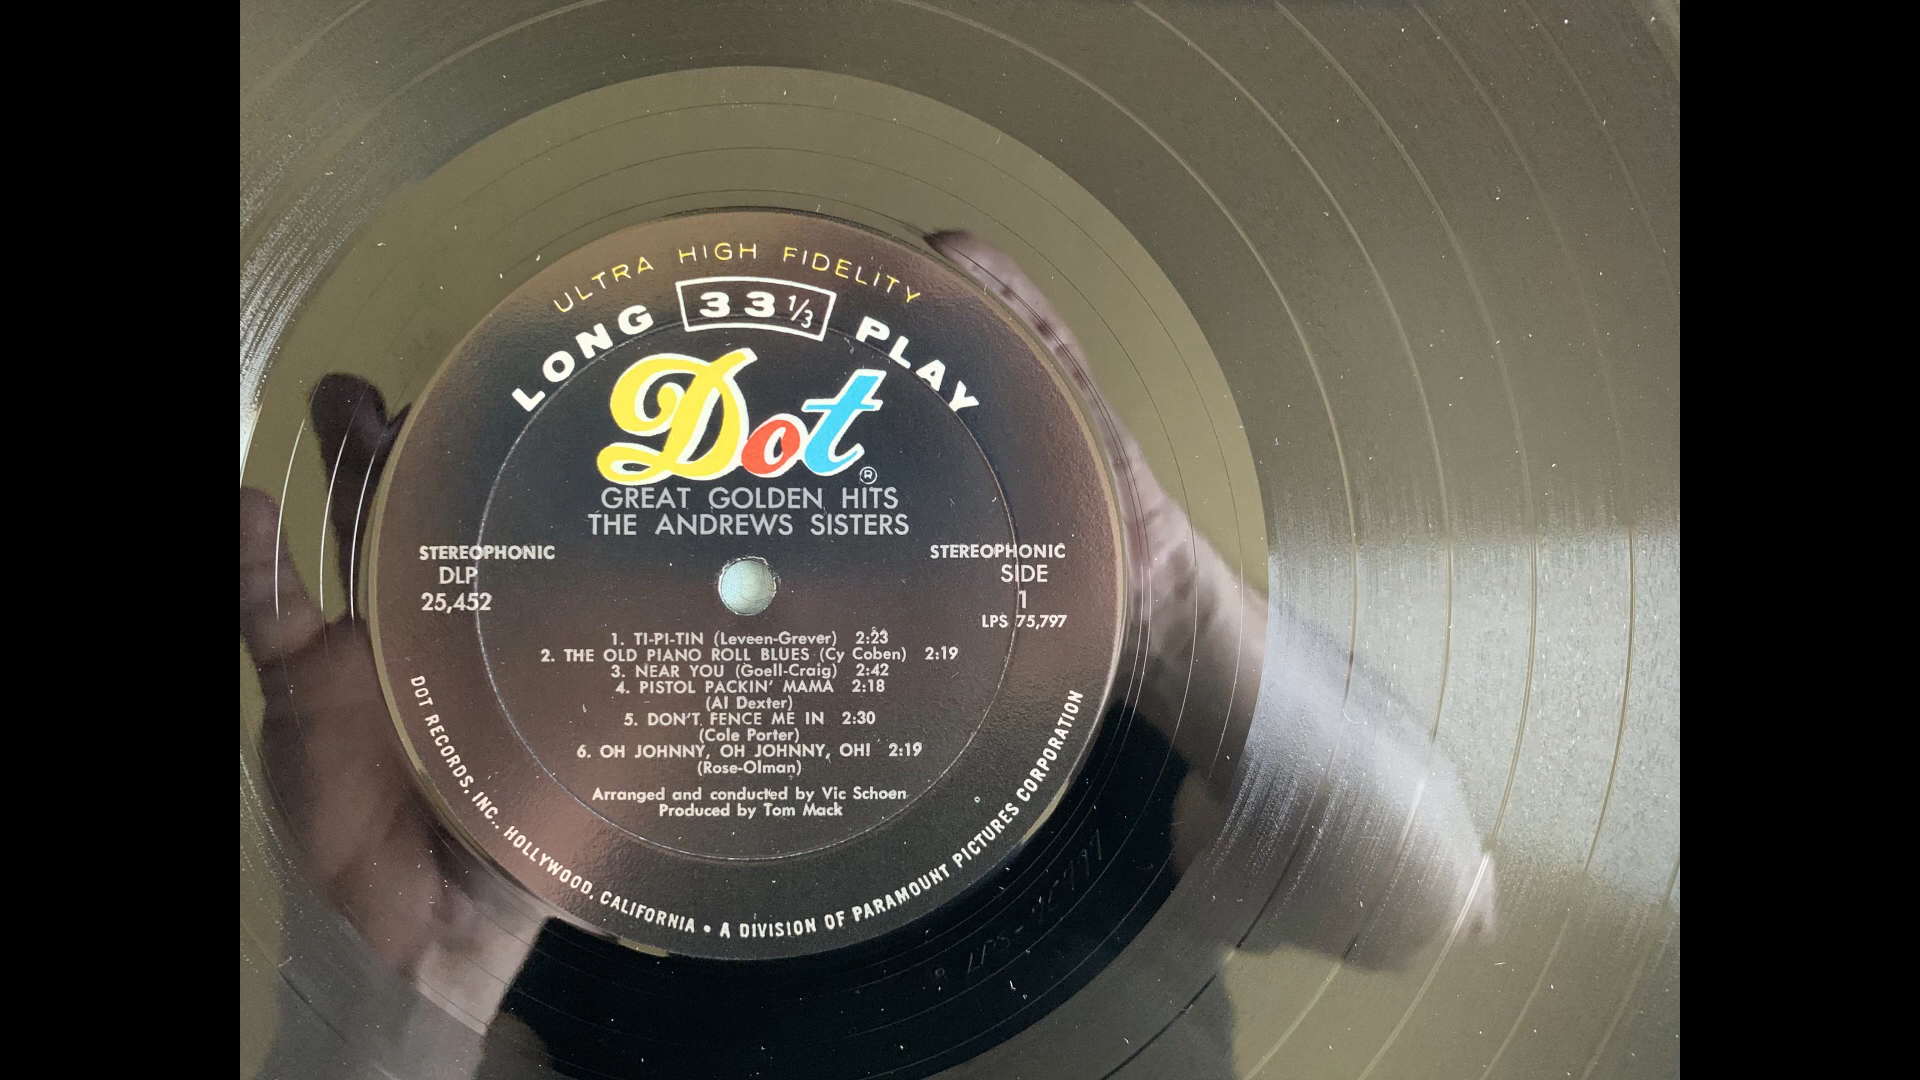 ULTRA HIGH FIDELITY
LONG 33 1/3 PLAY
Dot®
GREAT GOLDEN HITS
THE ANDREWS SISTERS
STEREOPHONIC
DLP
25,452
STEREOPHONIC
SIDE
1
LPS 75,797
1. TI-PI-TIN (Leveen-Grever) 2:23
2. THE OLD PIANO ROLL BLUES (Cy Coben) 2:19
3. NEAR YOU (Goell-Craig) 2:42
4. PISTOL PACKIN' MAMA 2:18
(Al Dexter)
5. DON'T FENCE ME IN 2:30
(Cole Porter)
6. OH JOHNNY, OH JOHNNY, OH! 2:19
(Rose-Olman)
Arranged and conducted by Vic Schoen
Produced by Tom Mack
DOT RECORDS, INC., HOLLYWOOD, CALIFORNIA • A DIVISION OF PARAMOUNT PICTURES CORPORATION